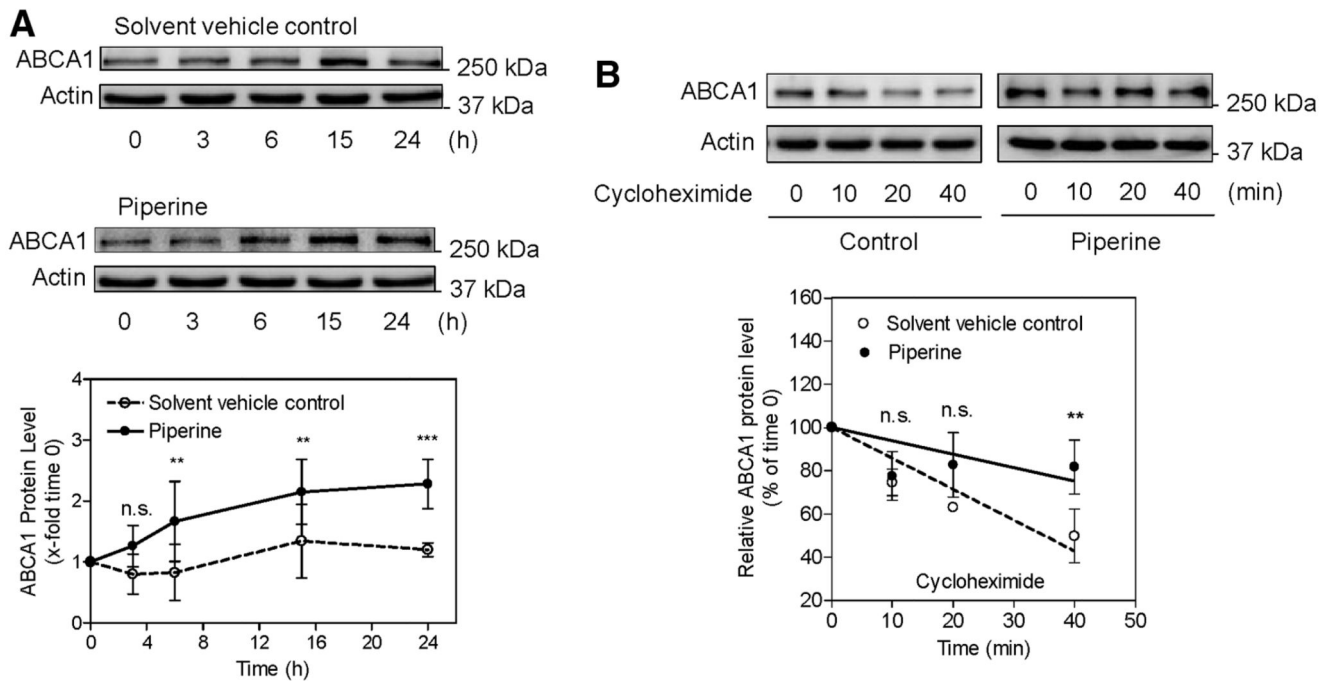 A
Solvent vehicle control
ABCA1
250 kDa
Actin
37 kDa
0 3 6 15 24 (h)
Piperine
ABCA1
250 kDa
Actin
37 kDa
0 3 6 15 24 (h)
4
3
2
1
0
ABCA1 Protein Level
(x-fold time 0)
Solvent vehicle control
Piperine
n.s.
**
**
***
0 4 8 12 16 20 24
Time (h)
B
ABCA1
250 kDa
Actin
37 kDa
Cycloheximide 0 10 20 40 0 10 20 40 (min)
Control Piperine
160
140
120
100
80
60
40
20
Relative ABCA1 protein level
(% of time 0)
Solvent vehicle control
Piperine
n.s.
n.s.
**
Cycloheximide
0 10 20 30 40 50
Time (min)